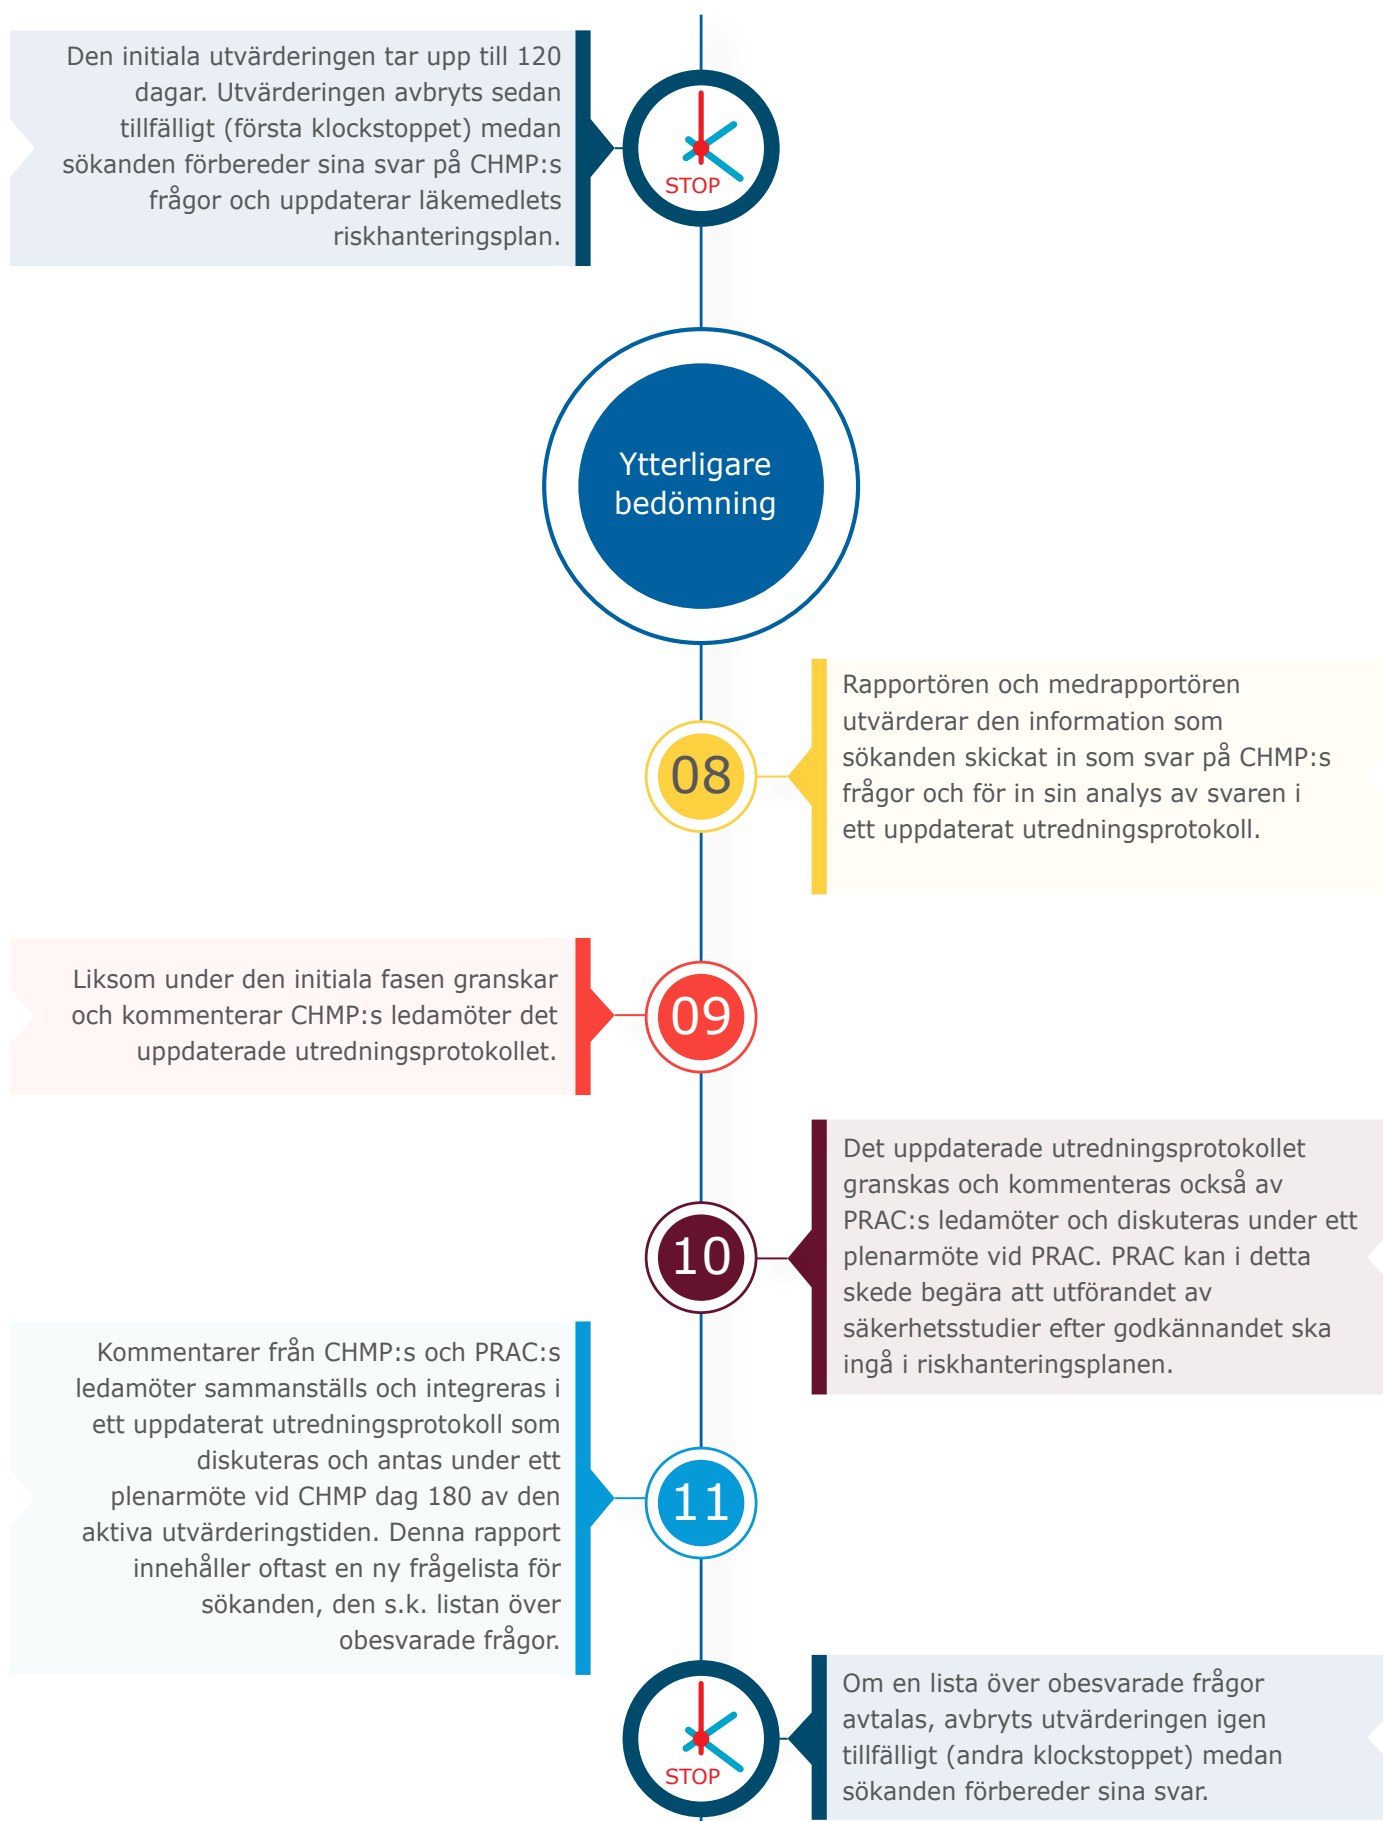 Den initiala utvärderingen tar upp till 120
dagar. Utvärderingen avbryts sedan
tillfälligt (första klockstoppet) medan
sökanden förbereder sina svar på CHMP:s
frågor och uppdaterar läkemedlets
riskhanteringsplan.
STOP
Ytterligare
bedömning
08
Rapportören och medrapportören
utvärderar den information som
sökanden skickat in som svar på CHMP:s
frågor och för in sin analys av svaren i
ett uppdaterat utredningsprotokoll.
Liksom under den initiala fasen granskar
och kommenterar CHMP:s ledamöter det
uppdaterade utredningsprotokollet.
09
10
Det uppdaterade utredningsprotokollet
granskas och kommenteras också av
PRAC:s ledamöter och diskuteras under ett
plenarmöte vid PRAC. PRAC kan i detta
skede begära att utförandet av
säkerhetsstudier efter godkännandet ska
ingå i riskhanteringsplanen.
Kommentarer från CHMP:s och PRAC:s
ledamöter sammanställs och integreras i
ett uppdaterat utredningsprotokoll som
diskuteras och antas under ett
plenarmöte vid CHMP dag 180 av den
aktiva utvärderingstiden. Denna rapport
innehåller oftast en ny frågelista för
sökanden, den s.k. listan över
obesvarade frågor.
11
STOP
Om en lista över obesvarade frågor
avtalas, avbryts utvärderingen igen
tillfälligt (andra klockstoppet) medan
sökanden förbereder sina svar.